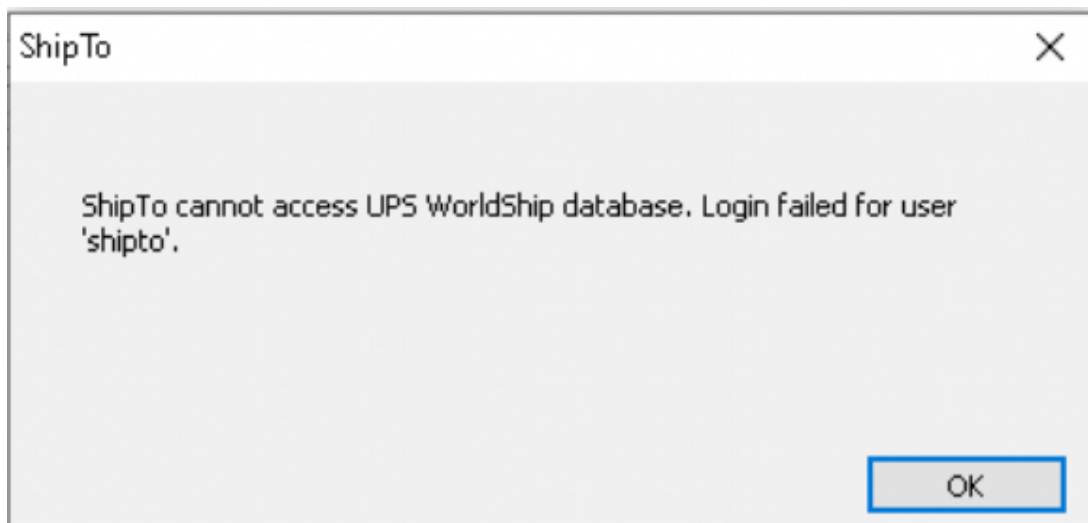 ShipTo
ShipTo cannot access UPS WorldShip database. Login failed for user
'shipto'.
OK